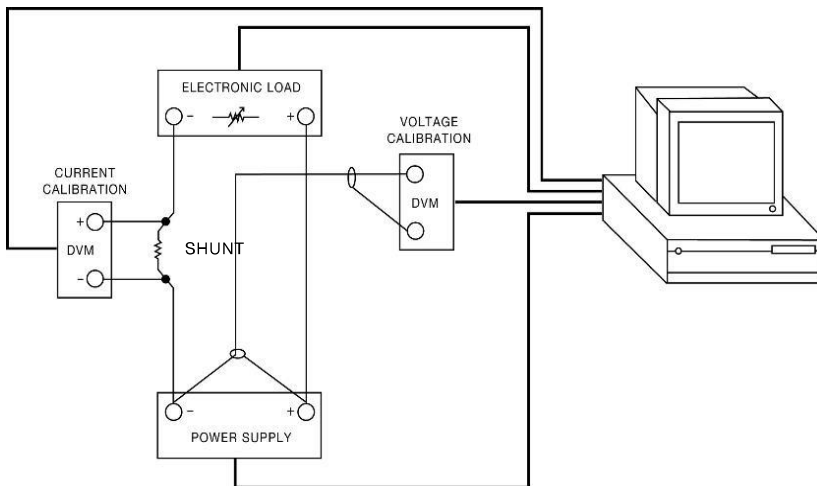 ELECTRONIC LOAD
- +
VOLTAGE
CALIBRATION
DVM
CURRENT
CALIBRATION
+
DVM
-
SHUNT
- +
POWER SUPPLY